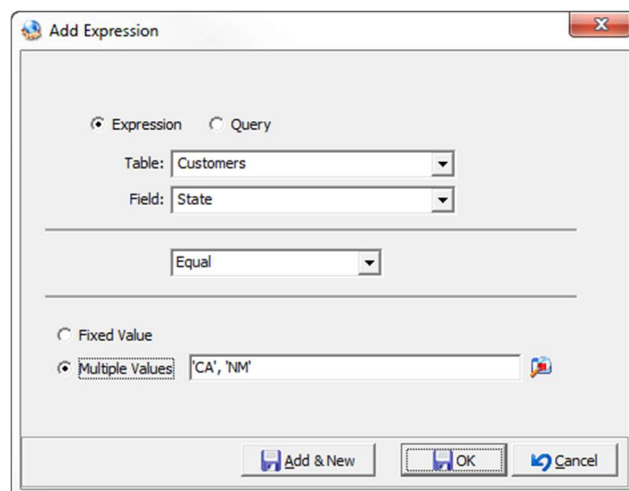 Add Expression
Expression Query
Table: Customers
Field: State
Equal
Fixed Value
Multiple Values 'CA', 'NM'
Add & New OK Cancel